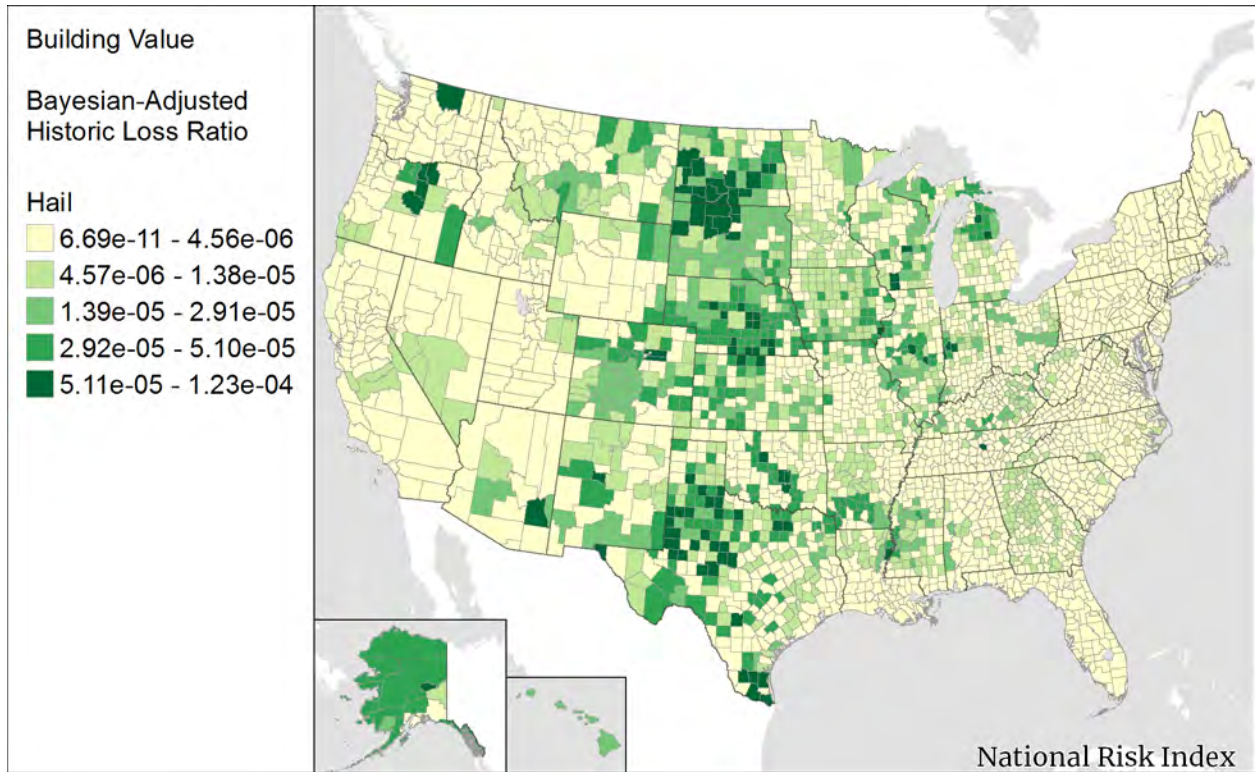 Building Value
Bayesian-Adjusted
Historic Loss Ratio
Hail
6.69e-11 - 4.56e-06
4.57e-06 - 1.38e-05
1.39e-05 - 2.91e-05
2.92e-05 - 5.10e-05
5.11e-05 - 1.23e-04
National Risk Index